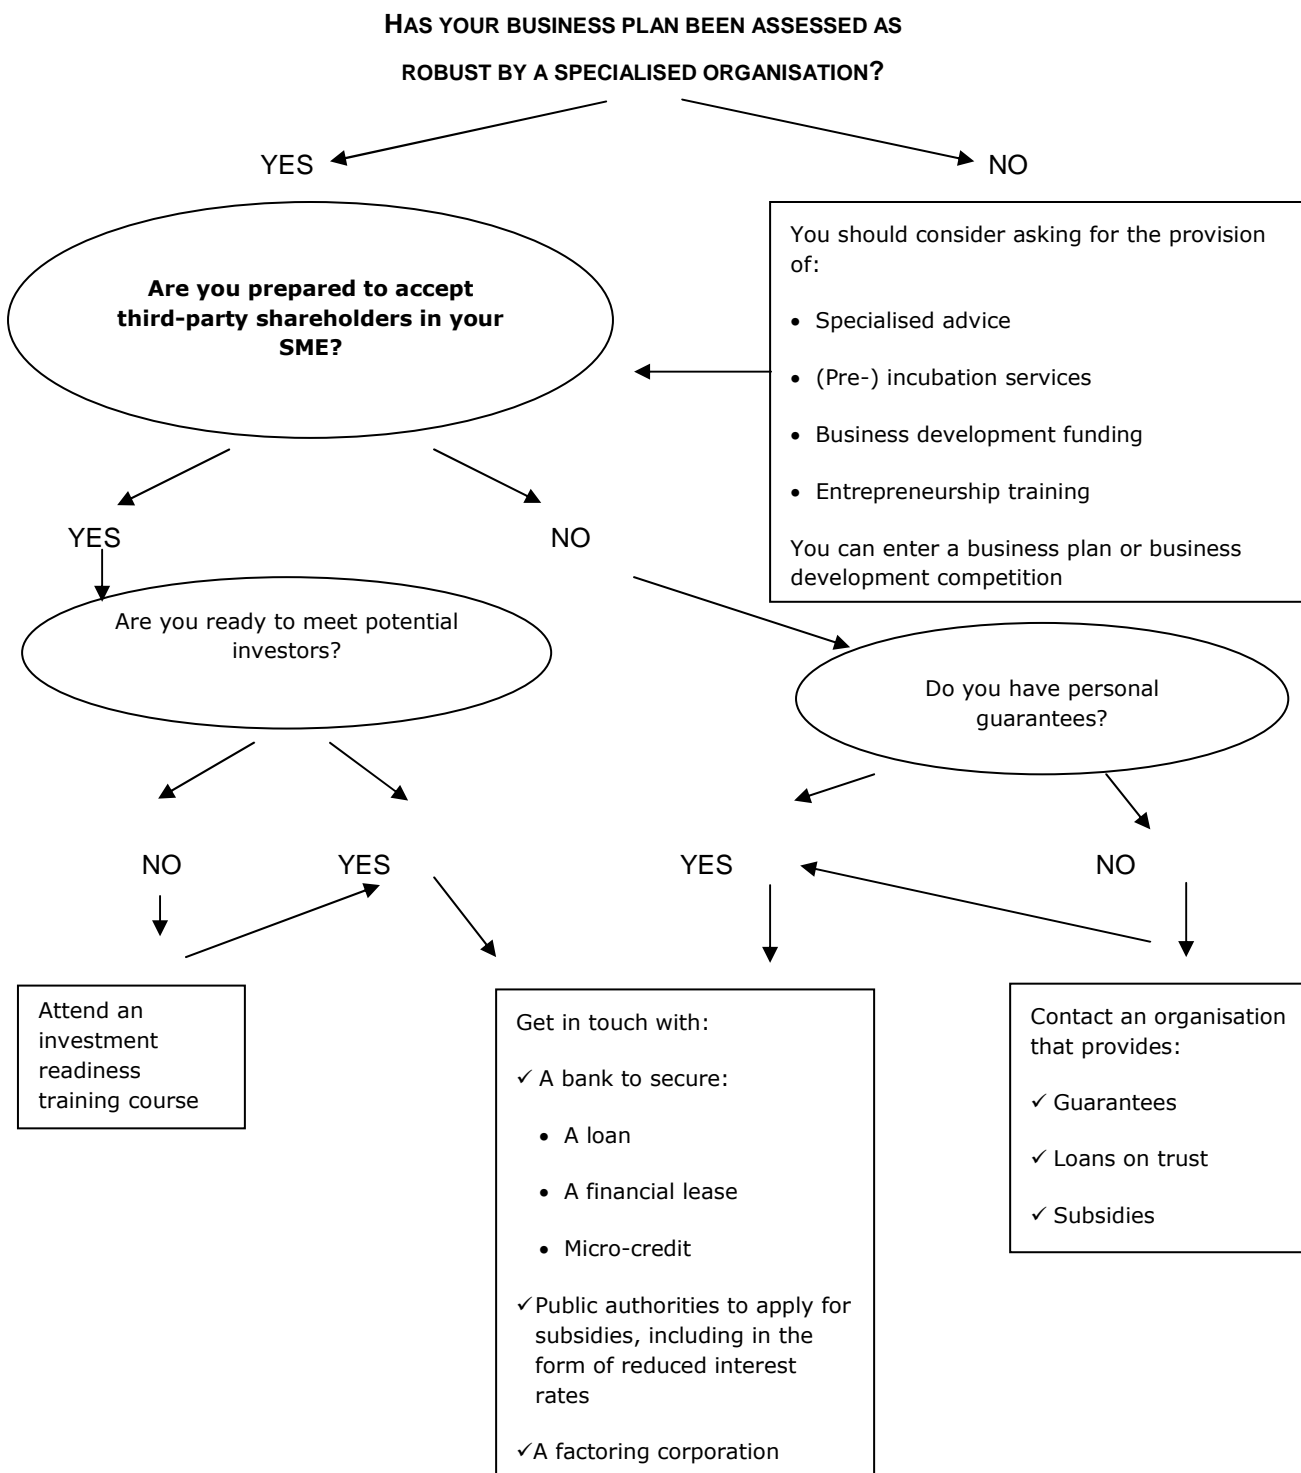 HAS YOUR BUSINESS PLAN BEEN ASSESSED AS
ROBUST BY A SPECIALISED ORGANISATION?
YES
NO
Are you prepared to accept
third-party shareholders in your
SME?
You should consider asking for the provision
of:
• Specialised advice
• (Pre-) incubation services
• Business development funding
• Entrepreneurship training
You can enter a business plan or business
development competition
YES
NO
Are you ready to meet potential
investors?
Do you have personal
guarantees?
NO
YES
YES
NO
Attend an
investment
readiness
training course
Get in touch with:
✓ A bank to secure:
• A loan
• A financial lease
• Micro-credit
✓ Public authorities to apply for
subsidies, including in the
form of reduced interest
rates
✓ A factoring corporation
Contact an organisation
that provides:
✓ Guarantees
✓ Loans on trust
✓ Subsidies